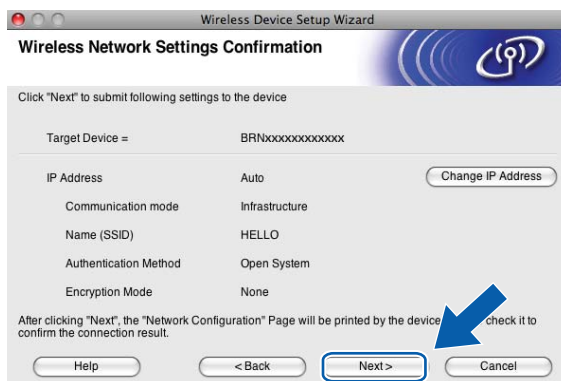 Wireless Device Setup Wizard
Wireless Network Settings Confirmation
Click "Next" to submit following settings to the device
Target Device = BRNxxxxxxxxxxxx
IP Address Auto Change IP Address
Communication mode Infrastructure
Name (SSID) HELLO
Authentication Method Open System
Encryption Mode None
After clicking "Next", the "Network Configuration" Page will be printed by the device check it to
confirm the connection result.
Help < Back Next > Cancel